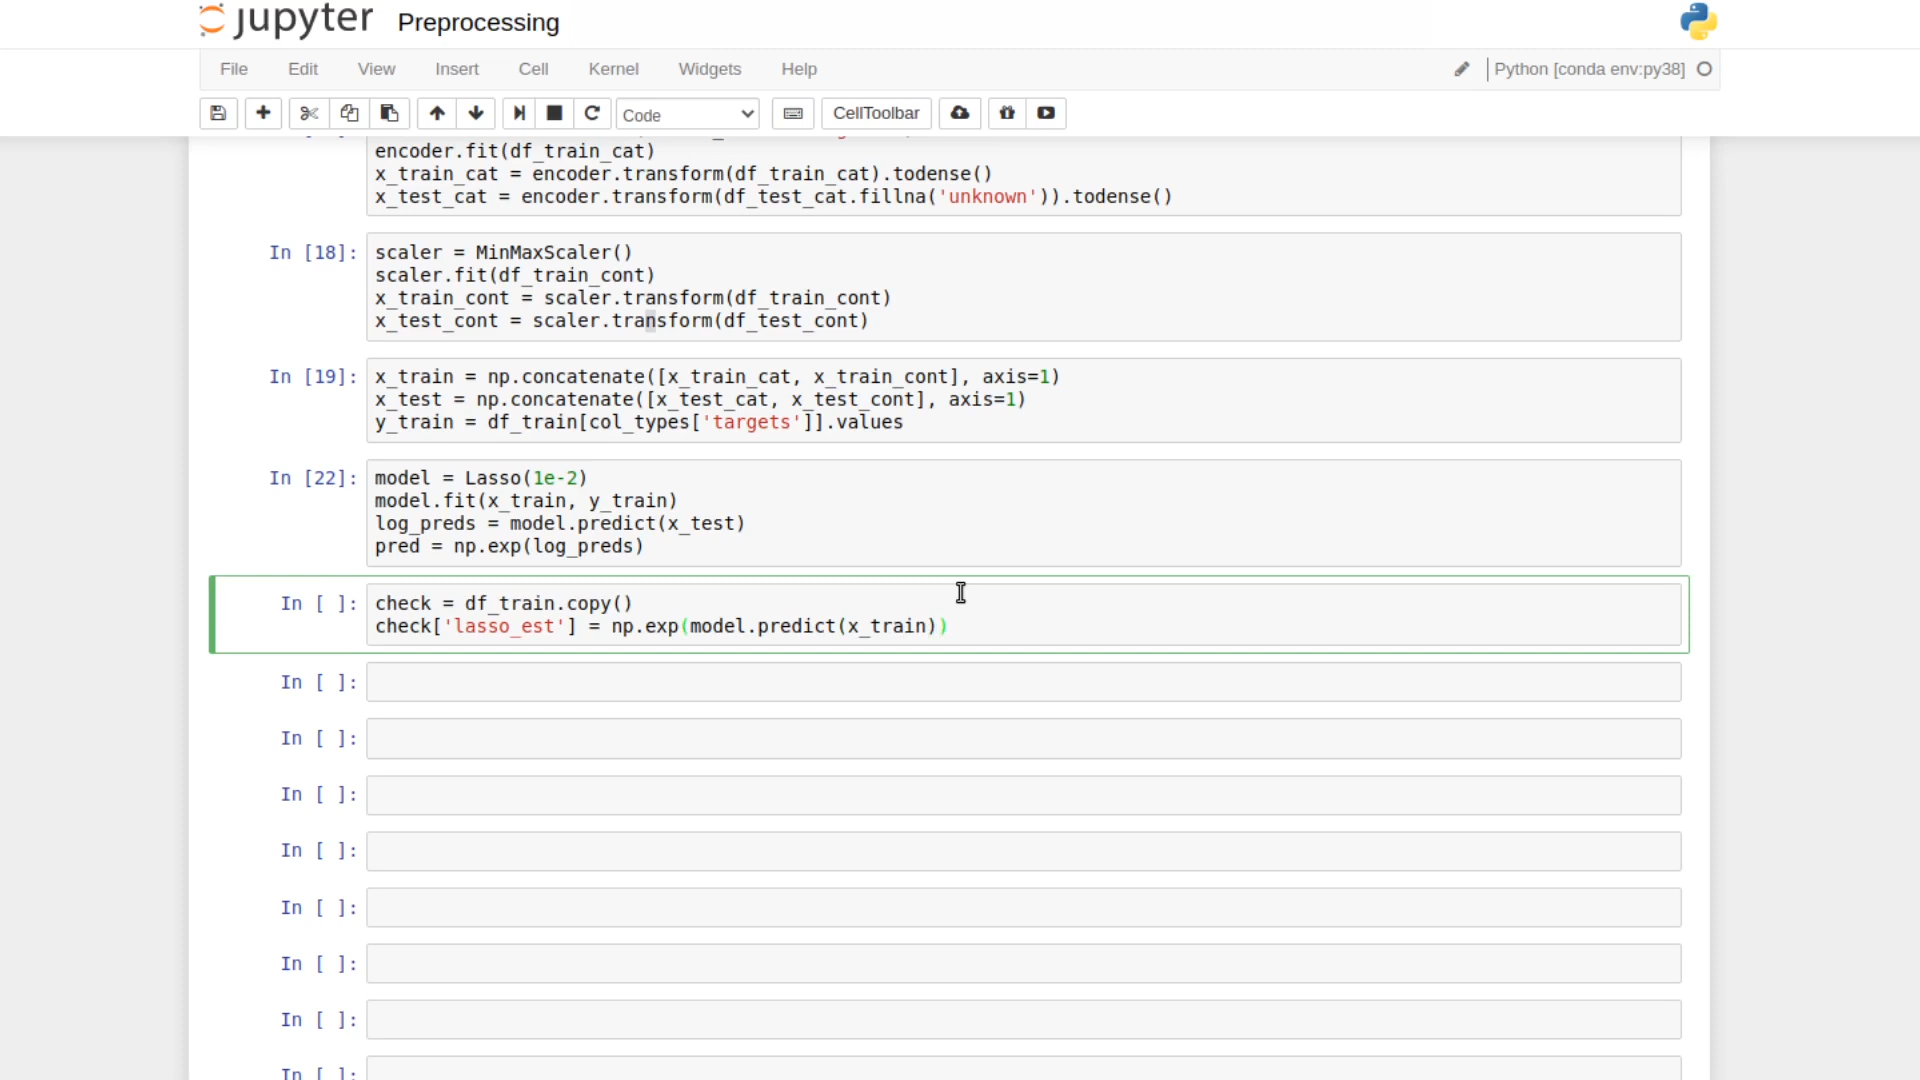 jupyter Preprocessing
File Edit View Insert Cell Kernel Widgets Help Python [conda env:py38]
Code CellToolbar
encoder.fit(df_train_cat)
x_train_cat = encoder.transform(df_train_cat).todense()
x_test_cat = encoder.transform(df_test_cat.fillna('unknown')).todense()
In [18]: scaler = MinMaxScaler()
scaler.fit(df_train_cont)
x_train_cont = scaler.transform(df_train_cont)
x_test_cont = scaler.transform(df_test_cont)
In [19]: x_train = np.concatenate([x_train_cat, x_train_cont], axis=1)
x_test = np.concatenate([x_test_cat, x_test_cont], axis=1)
y_train = df_train[col_types['targets']].values
In [22]: model = Lasso(1e-2)
model.fit(x_train, y_train)
log_preds = model.predict(x_test)
pred = np.exp(log_preds)
In [ ]: check = df_train.copy()
check['lasso_est'] = np.exp(model.predict(x_train))
In [ ]:
In [ ]:
In [ ]:
In [ ]:
In [ ]:
In [ ]:
In [ ]:
In [ ]: